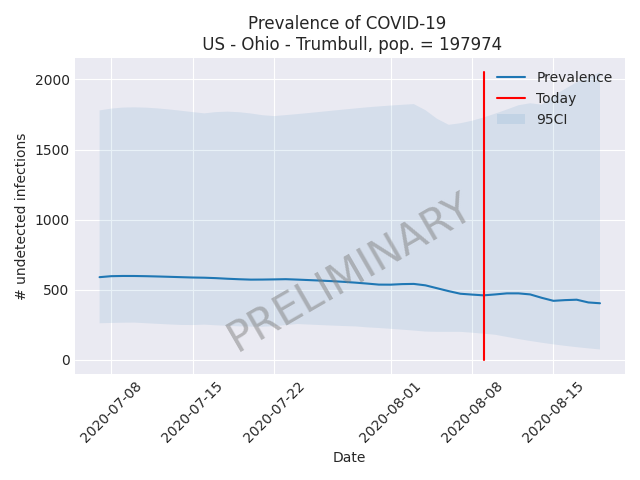 Prevalence of COVID-19
US - Ohio - Trumbull, pop. = 197974
Prevalence
Today
95CI
# undetected infections
2000
1500
1000
500
0
PRELIMINARY
2020-07-08
2020-07-15
2020-07-22
2020-08-01
2020-08-08
2020-08-15
Date